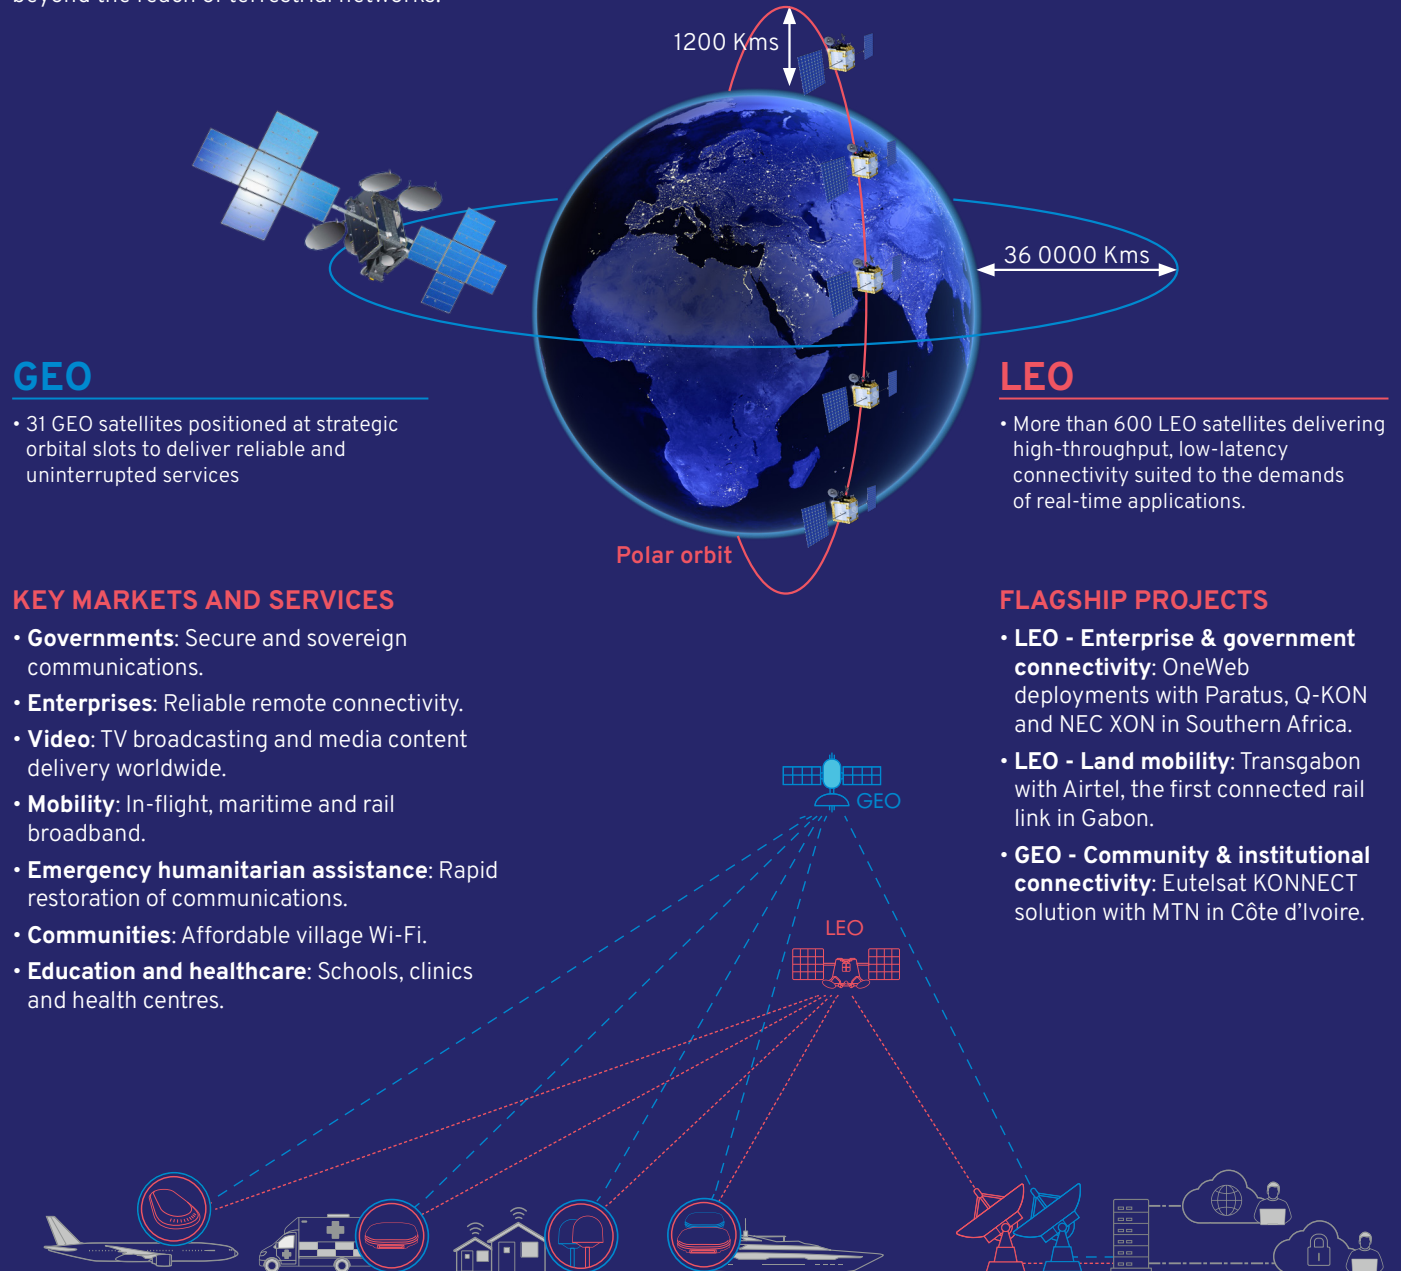 beyond the reach of terrestrial networks.
1200 Kms
36 0000 Kms
GEO
• 31 GEO satellites positioned at strategic
orbital slots to deliver reliable and
uninterrupted services
LEO
• More than 600 LEO satellites delivering
high-throughput, low-latency
connectivity suited to the demands
of real-time applications.
Polar orbit
KEY MARKETS AND SERVICES
• Governments: Secure and sovereign
communications.
• Enterprises: Reliable remote connectivity.
• Video: TV broadcasting and media content
delivery worldwide.
• Mobility: In-flight, maritime and rail
broadband.
• Emergency humanitarian assistance: Rapid
restoration of communications.
• Communities: Affordable village Wi-Fi.
• Education and healthcare: Schools, clinics
and health centres.
FLAGSHIP PROJECTS
• LEO - Enterprise & government
connectivity: OneWeb
deployments with Paratus, Q-KON
and NEC XON in Southern Africa.
• LEO - Land mobility: Transgabon
with Airtel, the first connected rail
link in Gabon.
• GEO - Community & institutional
connectivity: Eutelsat KONNECT
solution with MTN in Côte d'Ivoire.
GEO
LEO